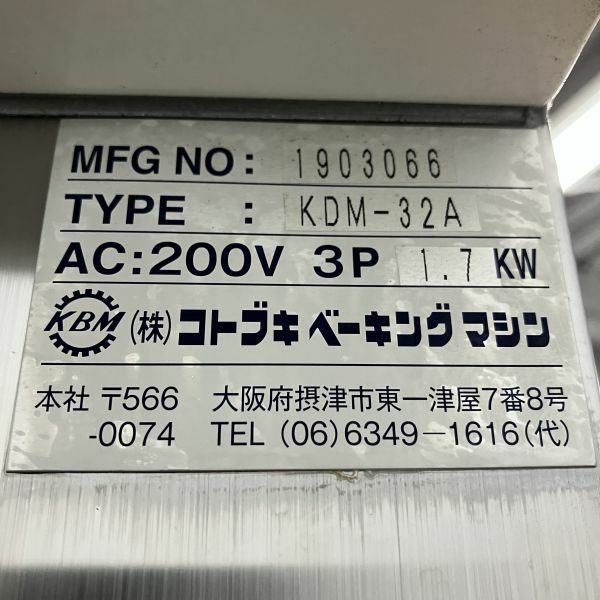 MFG NO: 1903066
TYPE : KDM-32A
AC:200V 3P 1.7 KW
KBM (株)コトブキベーキングマシン
本社 〒566 大阪府摂津市東一津屋7番8号
-0074 TEL (06)6349-1616(代)